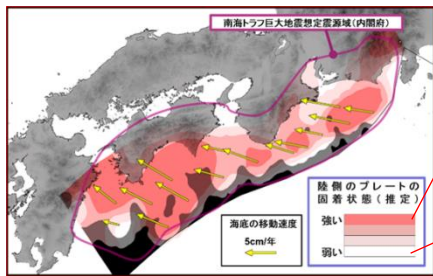 南海トラフ巨大地震想定震源域(内閣府)
海底の移動速度
5cm/年
陸側のプレートの
固着状態(推定)
強い
弱い